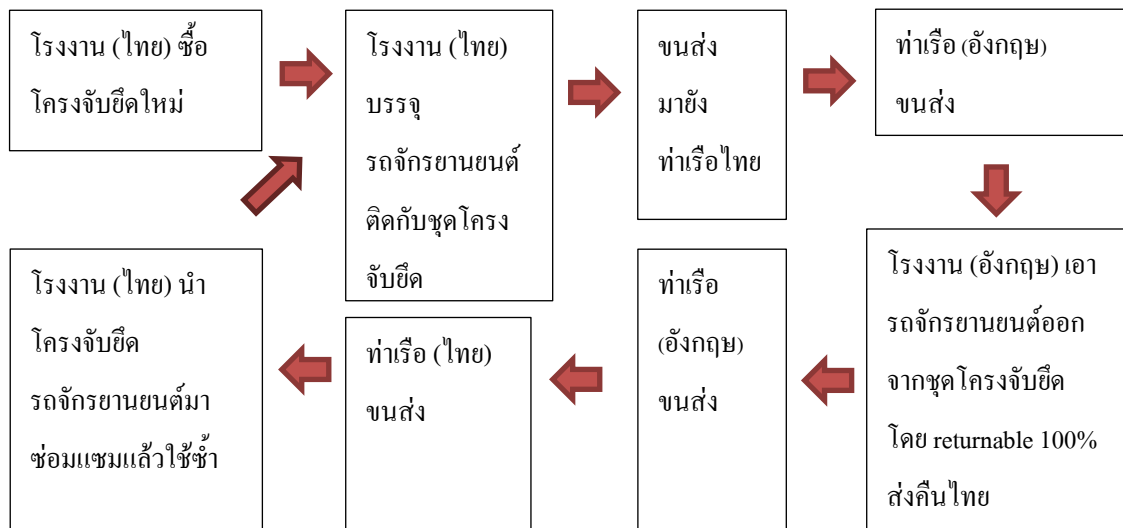 โรงงาน (ไทย) ซื้อ
โครงจับยึดใหม่
โรงงาน (ไทย)
บรรจุ
รถจักรยานยนต์
ติดกับชุดโครง
จับยึด
ขนส่ง
มายัง
ท่าเรือไทย
ท่าเรือ (อังกฤษ)
ขนส่ง
โรงงาน (อังกฤษ) เอา
รถจักรยานยนต์ออก
จากชุดโครงจับยึด
โดย returnable 100%
ส่งคืนไทย
ท่าเรือ
(อังกฤษ)
ขนส่ง
ท่าเรือ (ไทย)
ขนส่ง
โรงงาน (ไทย) นำ
โครงจับยึด
รถจักรยานยนต์มา
ซ่อมแซมแล้วใช้ซ้ำ